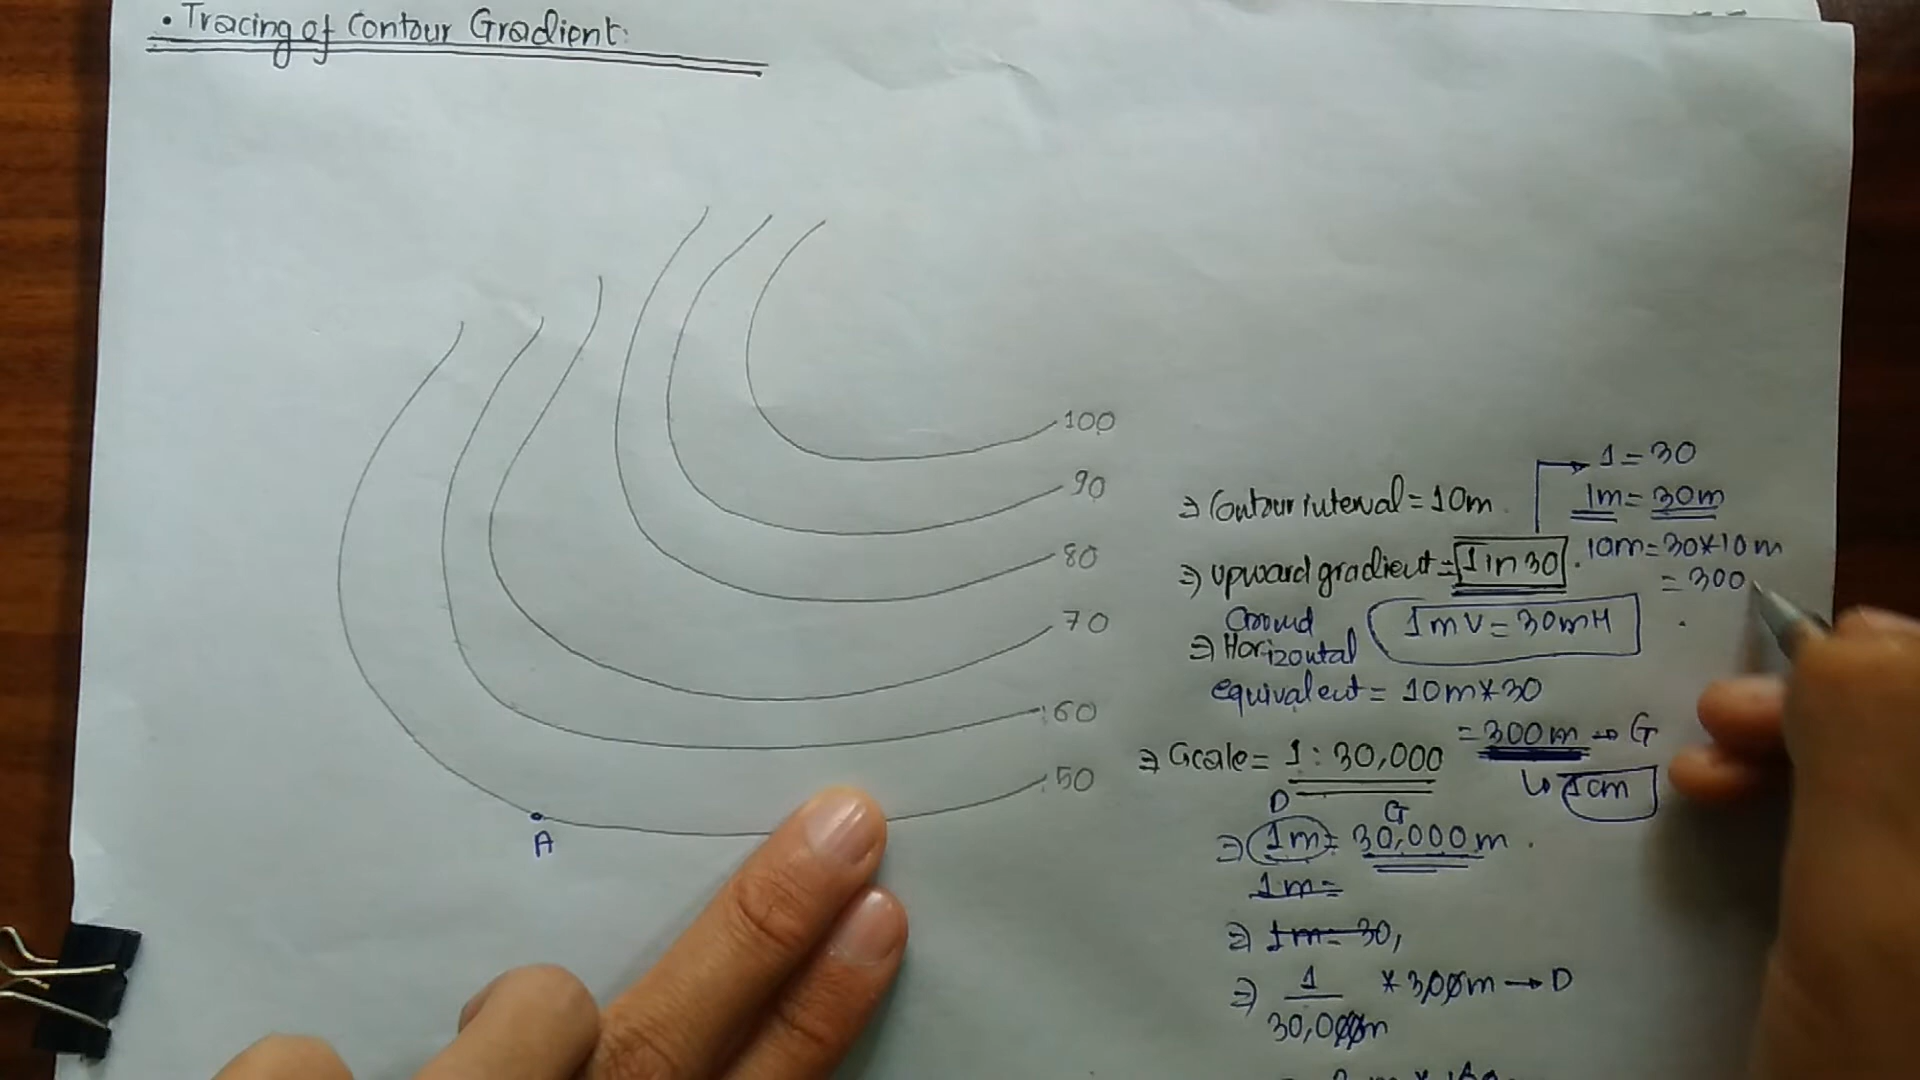 • Tracing of Contour Gradient:
100
90
80
70
60
50
A
1 = 30
1m = 30m
⇒ Contour interval = 10m
10m = 30*10m
= 300
⇒ upward gradient = 1 in 30
1mV = 30mH
Ground
⇒ Horizontal
equivalent = 10m*30
= 300m → G
↳ 1cm
⇒ Scale = 1 : 30,000
D G
⇒ 1m = 30,000m
1m =
⇒ 1m = 30,
⇒ 1 *300m → D
30,000m